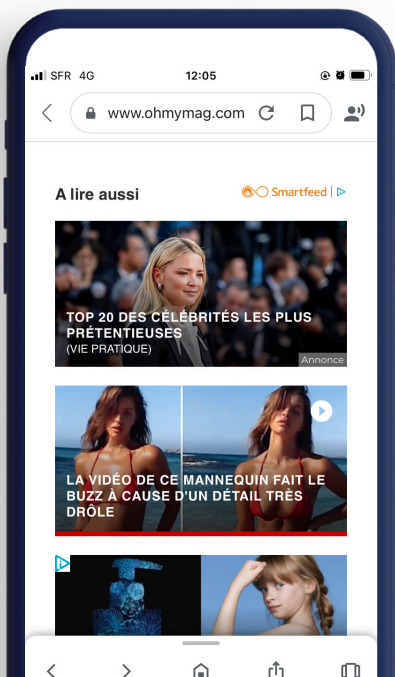 SFR 4G
12:05
www.ohmymag.com
A lire aussi
Smartfeed
TOP 20 DES CÉLÉBRITÉS LES PLUS
PRÉTENTIEUSES
(VIE PRATIQUE)
Annonce
LA VIDÉO DE CE MANNEQUIN FAIT LE
BUZZ À CAUSE D'UN DÉTAIL TRÈS
DRÔLE